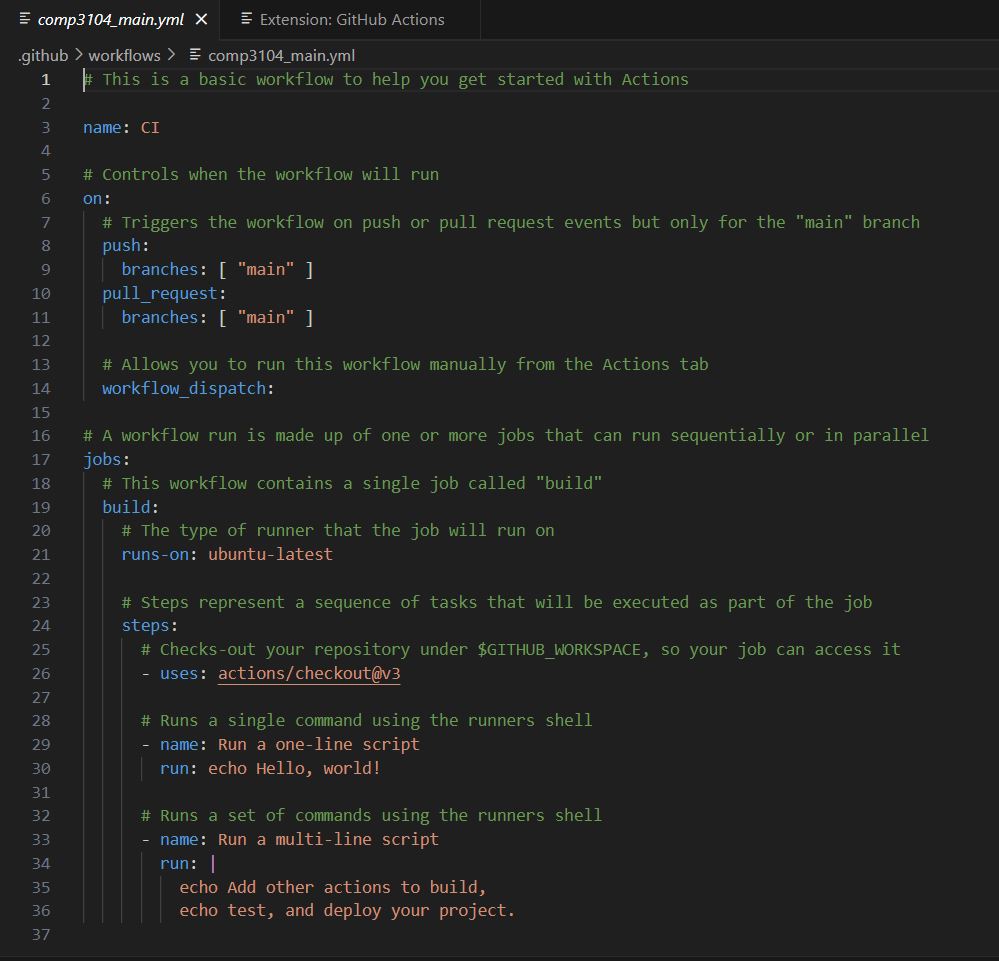 comp3104_main.yml Extension: GitHub Actions
.github > workflows > comp3104_main.yml
1 # This is a basic workflow to help you get started with Actions
2
3 name: CI
4
5 # Controls when the workflow will run
6 on:
7   # Triggers the workflow on push or pull request events but only for the "main" branch
8   push:
9     branches: [ "main" ]
10   pull_request:
11     branches: [ "main" ]
12
13   # Allows you to run this workflow manually from the Actions tab
14   workflow_dispatch:
15
16 # A workflow run is made up of one or more jobs that can run sequentially or in parallel
17 jobs:
18   # This workflow contains a single job called "build"
19   build:
20     # The type of runner that the job will run on
21     runs-on: ubuntu-latest
22
23     # Steps represent a sequence of tasks that will be executed as part of the job
24     steps:
25       # Checks-out your repository under $GITHUB_WORKSPACE, so your job can access it
26       - uses: actions/checkout@v3
27
28       # Runs a single command using the runners shell
29       - name: Run a one-line script
30         run: echo Hello, world!
31
32       # Runs a set of commands using the runners shell
33       - name: Run a multi-line script
34         run: |
35           echo Add other actions to build,
36           echo test, and deploy your project.
37